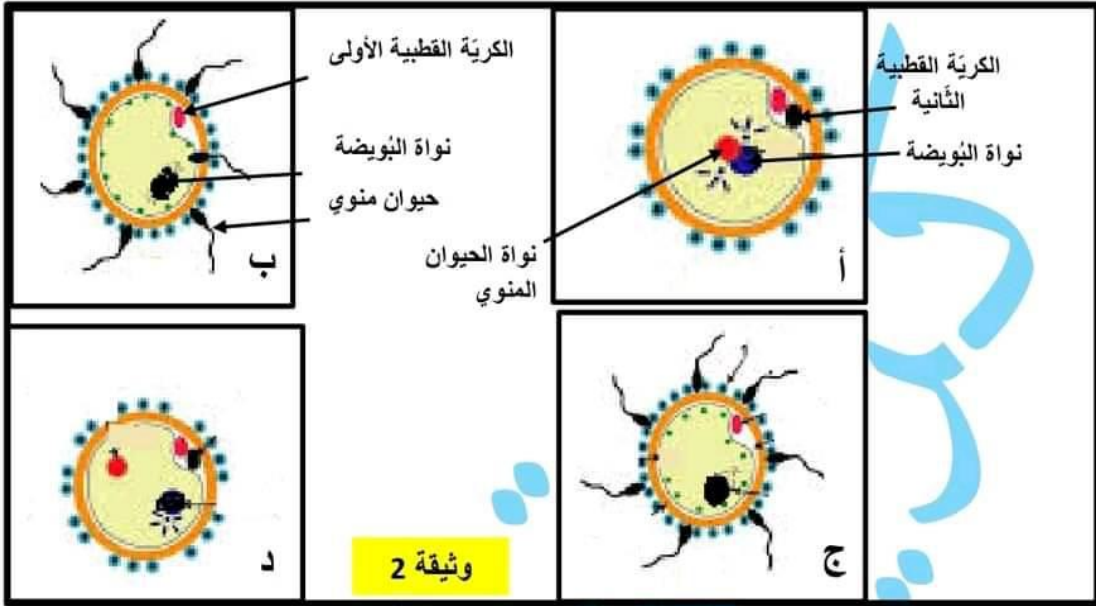 الكريّة القطبية
الثّانية
نواة البُويضة
نواة الحيوان
المنوي
أ
الكريّة القطبية الأولى
نواة البُويضة
حيوان منوي
ب
ج
د
وثيقة 2